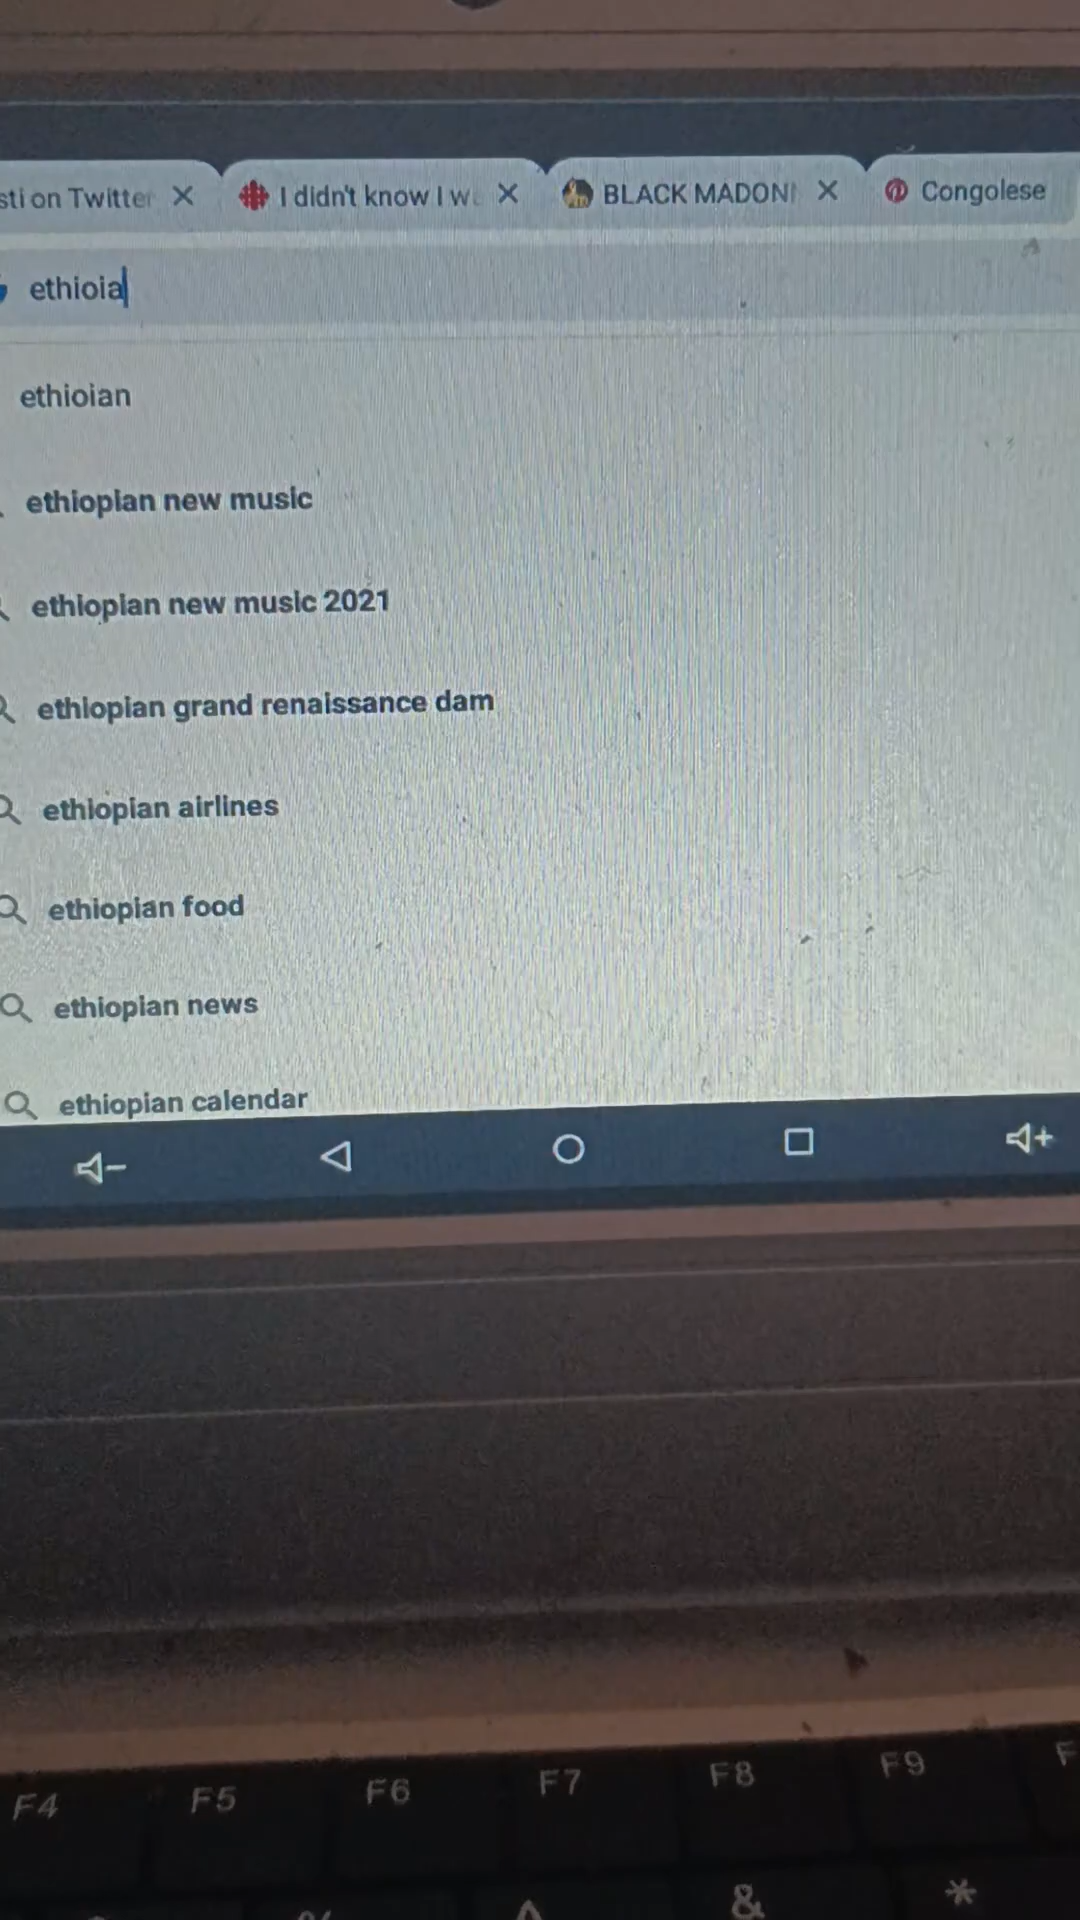 sti on Twitter
I didn't know I w
BLACK MADON
Congolese
ethioia
ethioian
ethiopian new music
ethiopian new music 2021
ethiopian grand renaissance dam
ethiopian airlines
ethiopian food
ethiopian news
ethiopian calendar
F4 F5 F6 F7 F8 F9 F
^ & *